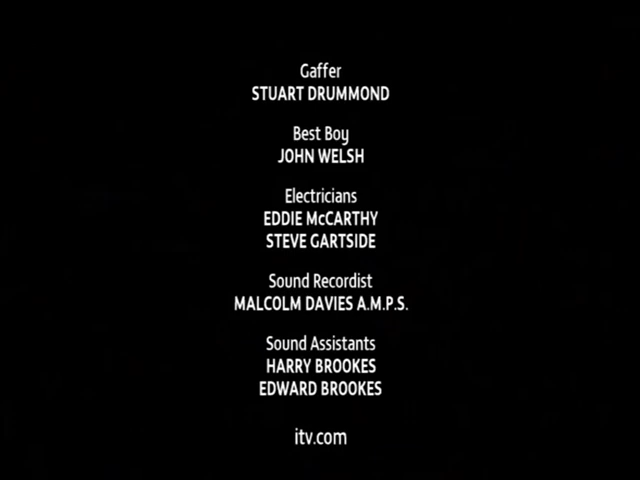 Gaffer
STUART DRUMMOND
Best Boy
JOHN WELSH
Electricians
EDDIE McCARTHY
STEVE GARTSIDE
Sound Recordist
MALCOLM DAVIES A.M.P.S.
Sound Assistants
HARRY BROOKES
EDWARD BROOKES
itv.com